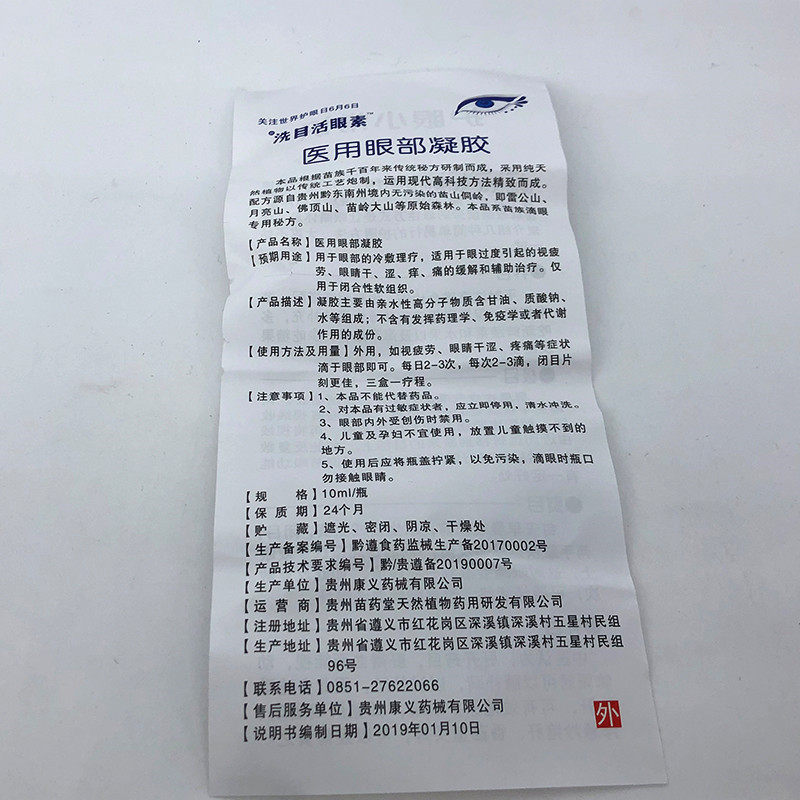 关注世界护眼日6月6日
洗目活眼素™
医用眼部凝胶
本品根据苗族千百年来传统秘方研制而成，采用纯天
然植物以传统工艺炮制，运用现代高科技方法精致而成。
配方源自贵州黔东南州境内无污染的苗山侗岭，即雷公山、
月亮山、佛顶山、苗岭大山等原始森林。本品系苗族滴眼
专用秘方。
【产品名称】医用眼部凝胶
【预期用途】用于眼部的冷敷理疗，适用于眼过度引起的视疲
劳、眼睛干、涩、痒、痛的缓解和辅助治疗。仅
用于闭合性软组织。
【产品描述】凝胶主要由亲水性高分子物质含甘油、质酸钠、
水等组成；不含有发挥药理学、免疫学或者代谢
作用的成份。
【使用方法及用量】外用，如视疲劳、眼睛干涩、疼痛等症状
滴于眼部即可。每日2-3次，每次2-3滴，闭目片
刻更佳，三盒一疗程。
【注意事项】1、本品不能代替药品。
2、对本品有过敏症状者，应立即停用，清水冲洗。
3、眼部内外受创伤时禁用。
4、儿童及孕妇不宜使用，放置儿童触摸不到的
地方。
5、使用后应将瓶盖拧紧，以免污染，滴眼时瓶口
勿接触眼睛。
【规 格】10ml/瓶
【保 质 期】24个月
【贮 藏】遮光、密闭、阴凉、干燥处
【生产备案编号】黔遵食药监械生产备20170002号
【产品技术要求编号】黔/贵遵备20190007号
【生产单位】贵州康义药械有限公司
【运 营 商】贵州苗药堂天然植物药用研发有限公司
【注册地址】贵州省遵义市红花岗区深溪镇深溪村五星村民组
【生产地址】贵州省遵义市红花岗区深溪镇深溪村五星村民组
96号
【联系电话】0851-27622066
【售后服务单位】贵州康义药械有限公司
【说明书编制日期】2019年01月10日
外